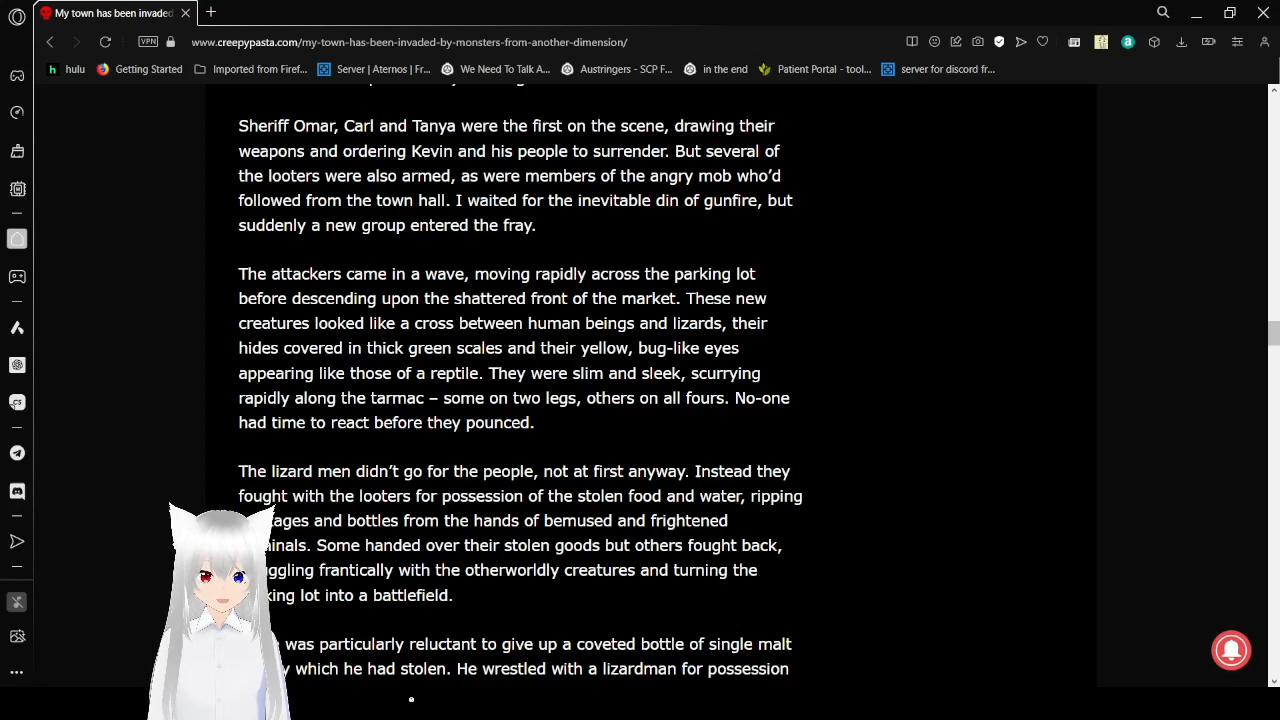 My town has been invaded
VPN
www.creepypasta.com/my-town-has-been-invaded-by-monsters-from-another-dimension/
hulu
Getting Started
Imported from Firef...
Server | Aternos | Fr...
We Need To Talk A...
Austringers - SCP F...
in the end
Patient Portal - tool...
server for discord fr...
Sheriff Omar, Carl and Tanya were the first on the scene, drawing their
weapons and ordering Kevin and his people to surrender. But several of
the looters were also armed, as were members of the angry mob who’d
followed from the town hall. I waited for the inevitable din of gunfire, but
suddenly a new group entered the fray.
The attackers came in a wave, moving rapidly across the parking lot
before descending upon the shattered front of the market. These new
creatures looked like a cross between human beings and lizards, their
hides covered in thick green scales and their yellow, bug-like eyes
appearing like those of a reptile. They were slim and sleek, scurrying
rapidly along the tarmac – some on two legs, others on all fours. No-one
had time to react before they pounced.
The lizard men didn’t go for the people, not at first anyway. Instead they
fought with the looters for possession of the stolen food and water, ripping
ages and bottles from the hands of bemused and frightened
inals. Some handed over their stolen goods but others fought back,
ggling frantically with the otherworldly creatures and turning the
king lot into a battlefield.
was particularly reluctant to give up a coveted bottle of single malt
y which he had stolen. He wrestled with a lizardman for possession